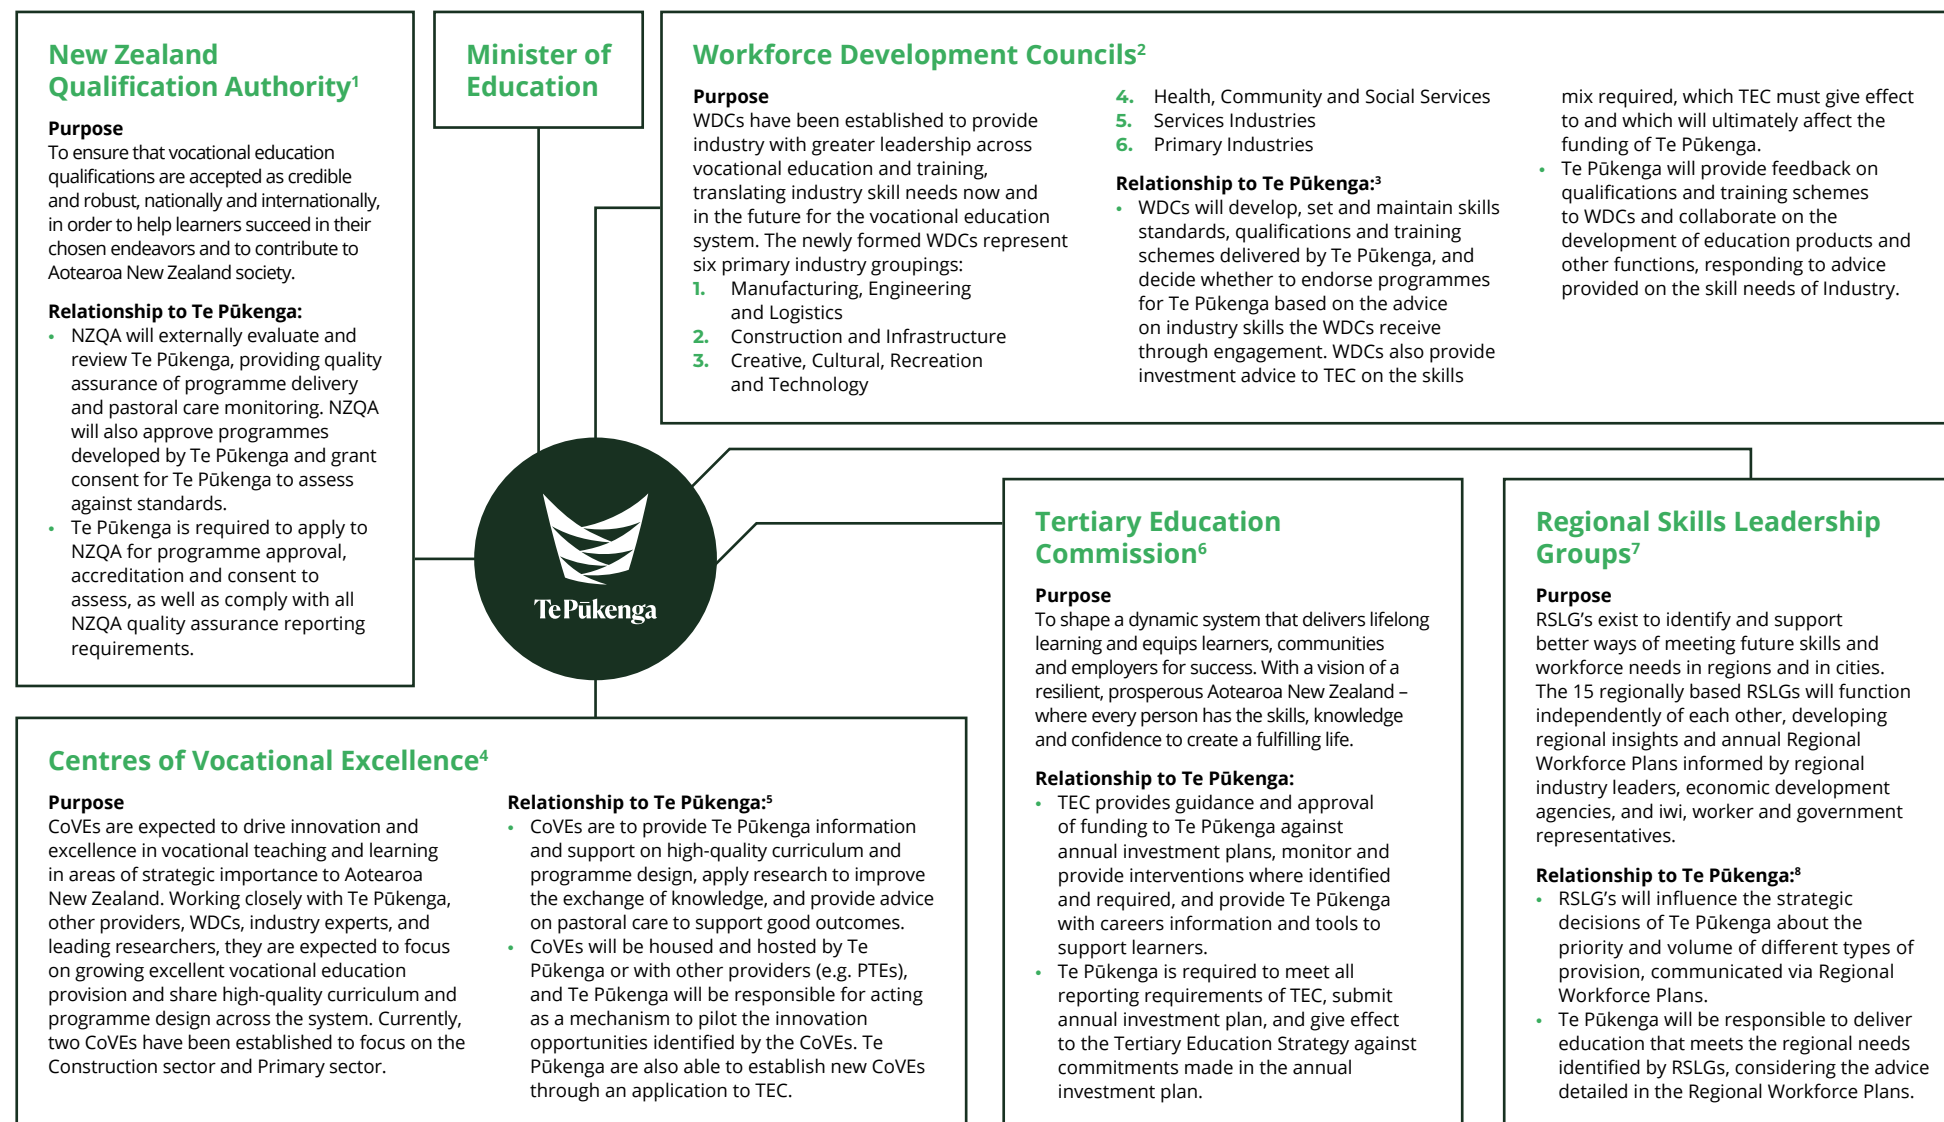 New Zealand
Qualification Authority1
Purpose
To ensure that vocational education
qualifications are accepted as credible
and robust, nationally and internationally,
in order to help learners succeed in their
chosen endeavors and to contribute to
Aotearoa New Zealand society.
Relationship to Te Pūkenga:
• NZQA will externally evaluate and
review Te Pūkenga, providing quality
assurance of programme delivery
and pastoral care monitoring. NZQA
will also approve programmes
developed by Te Pūkenga and grant
consent for Te Pūkenga to assess
against standards.
• Te Pūkenga is required to apply to
NZQA for programme approval,
accreditation and consent to
assess, as well as comply with all
NZQA quality assurance reporting
requirements.
Minister of
Education
Workforce Development Councils2
Purpose
WDCs have been established to provide
industry with greater leadership across
vocational education and training,
translating industry skill needs now and
in the future for the vocational education
system. The newly formed WDCs represent
six primary industry groupings:
1. Manufacturing, Engineering
and Logistics
2. Construction and Infrastructure
3. Creative, Cultural, Recreation
and Technology
4. Health, Community and Social Services
5. Services Industries
6. Primary Industries
Relationship to Te Pūkenga:3
• WDCs will develop, set and maintain skills
standards, qualifications and training
schemes delivered by Te Pūkenga, and
decide whether to endorse programmes
for Te Pūkenga based on the advice
on industry skills the WDCs receive
through engagement. WDCs also provide
investment advice to TEC on the skills
mix required, which TEC must give effect
to and which will ultimately affect the
funding of Te Pūkenga.
• Te Pūkenga will provide feedback on
qualifications and training schemes
to WDCs and collaborate on the
development of education products and
other functions, responding to advice
provided on the skill needs of Industry.
Te Pūkenga
Centres of Vocational Excellence4
Purpose
CoVEs are expected to drive innovation and
excellence in vocational teaching and learning
in areas of strategic importance to Aotearoa
New Zealand. Working closely with Te Pūkenga,
other providers, WDCs, industry experts, and
leading researchers, they are expected to focus
on growing excellent vocational education
provision and share high-quality curriculum and
programme design across the system. Currently,
two CoVEs have been established to focus on the
Construction sector and Primary sector.
Relationship to Te Pūkenga:5
• CoVEs are to provide Te Pūkenga information
and support on high-quality curriculum and
programme design, apply research to improve
the exchange of knowledge, and provide advice
on pastoral care to support good outcomes.
• CoVEs will be housed and hosted by Te
Pūkenga or with other providers (e.g. PTEs),
and Te Pūkenga will be responsible for acting
as a mechanism to pilot the innovation
opportunities identified by the CoVEs. Te
Pūkenga are also able to establish new CoVEs
through an application to TEC.
Tertiary Education
Commission6
Purpose
To shape a dynamic system that delivers lifelong
learning and equips learners, communities
and employers for success. With a vision of a
resilient, prosperous Aotearoa New Zealand –
where every person has the skills, knowledge
and confidence to create a fulfilling life.
Relationship to Te Pūkenga:
• TEC provides guidance and approval
of funding to Te Pūkenga against
annual investment plans, monitor and
provide interventions where identified
and required, and provide Te Pūkenga
with careers information and tools to
support learners.
• Te Pūkenga is required to meet all
reporting requirements of TEC, submit
annual investment plan, and give effect
to the Tertiary Education Strategy against
commitments made in the annual
investment plan.
Regional Skills Leadership
Groups7
Purpose
RSLG’s exist to identify and support
better ways of meeting future skills and
workforce needs in regions and in cities.
The 15 regionally based RSLGs will function
independently of each other, developing
regional insights and annual Regional
Workforce Plans informed by regional
industry leaders, economic development
agencies, and iwi, worker and government
representatives.
Relationship to Te Pūkenga:8
• RSLG’s will influence the strategic
decisions of Te Pūkenga about the
priority and volume of different types of
provision, communicated via Regional
Workforce Plans.
• Te Pūkenga will be responsible to deliver
education that meets the regional needs
identified by RSLGs, considering the advice
detailed in the Regional Workforce Plans.